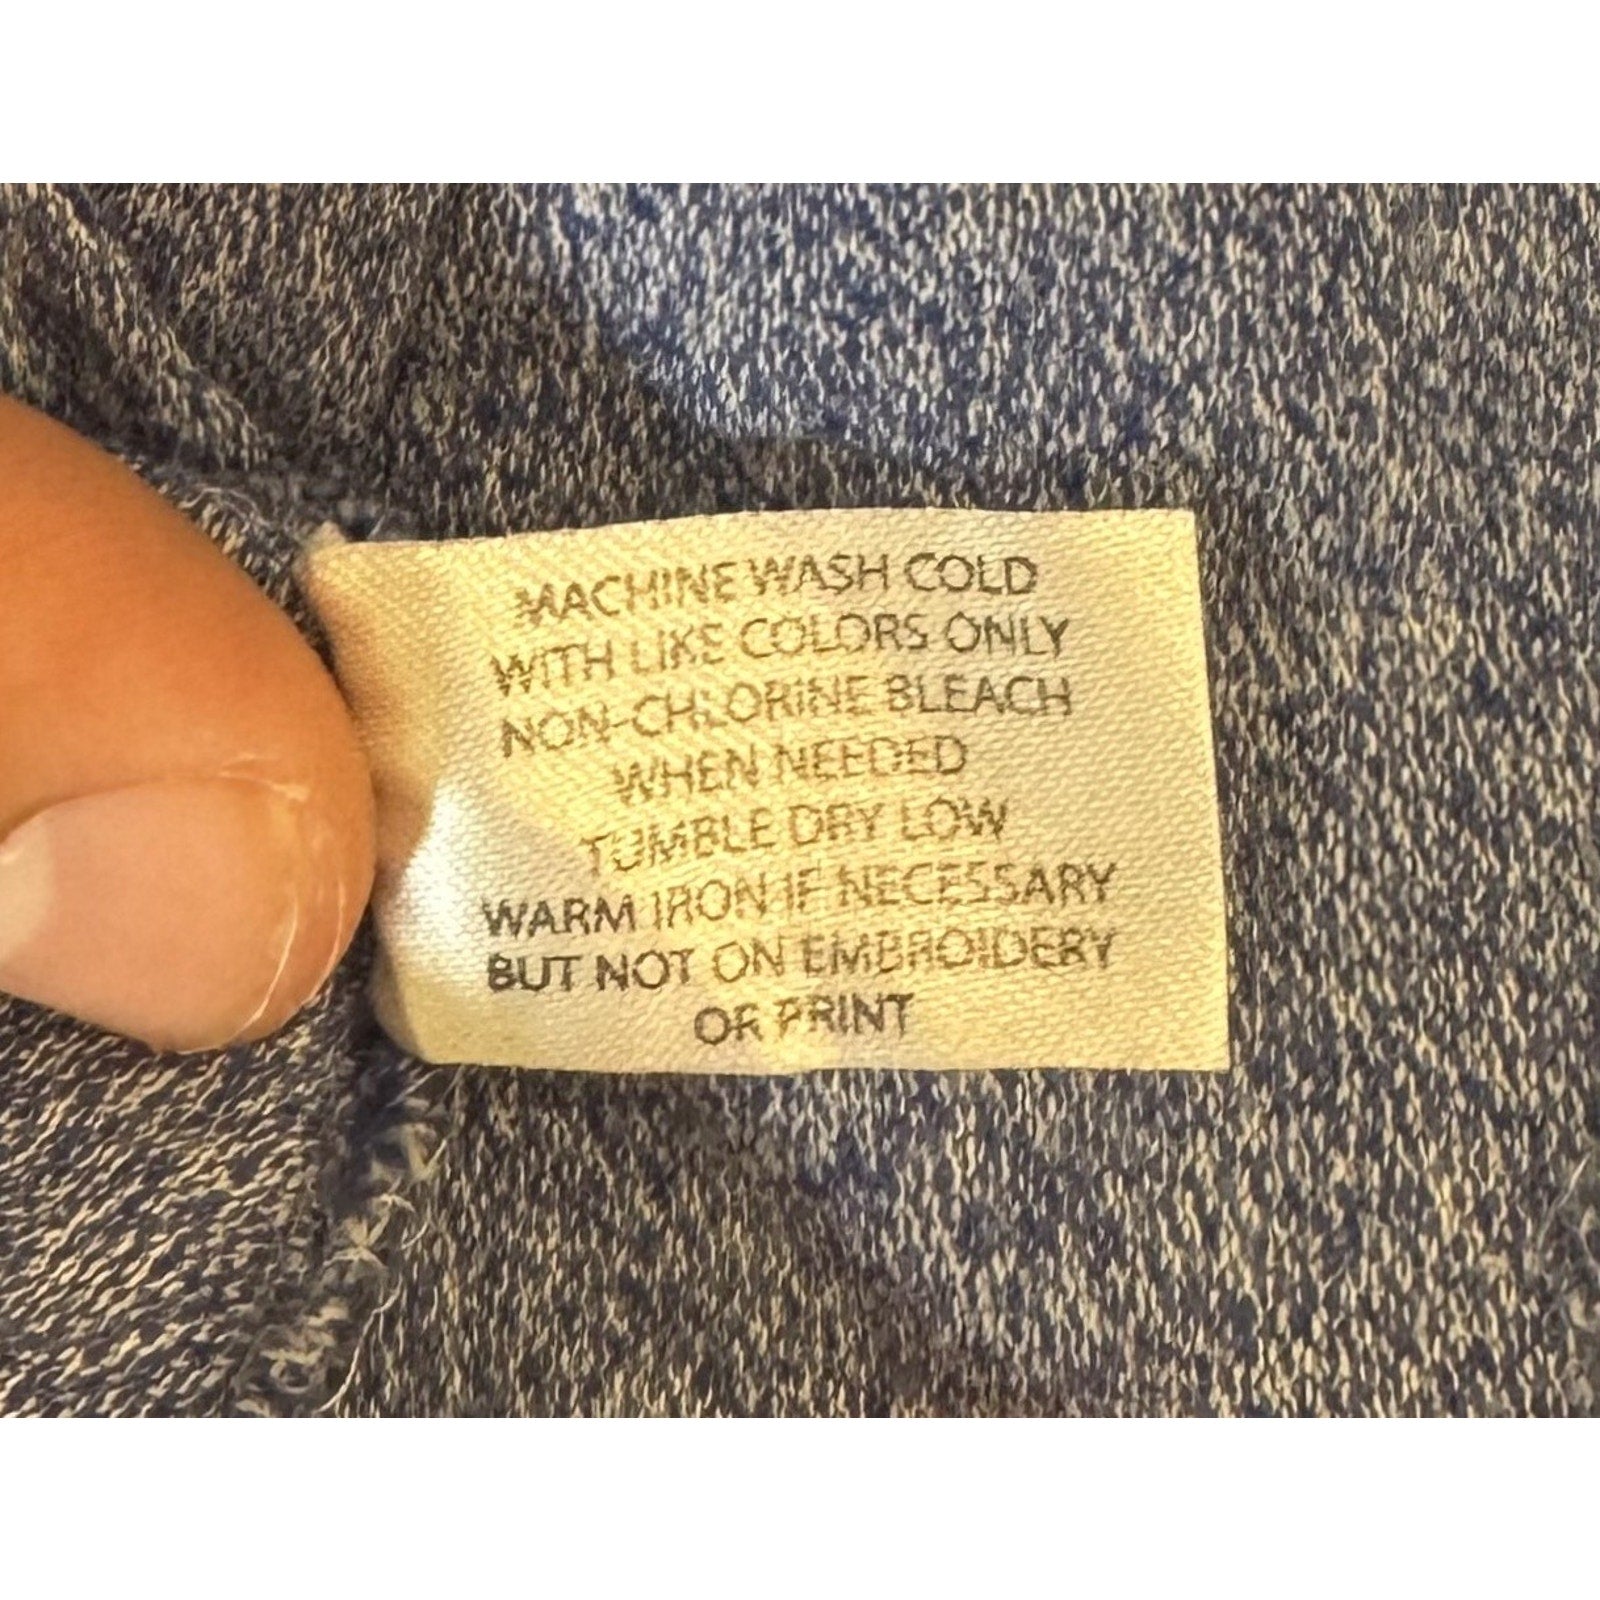 MACHINE WASH COLD
WITH LIKE COLORS ONLY
NON-CHLORINE BLEACH
WHEN NEEDED
TUMBLE DRY LOW
WARM IRON IF NECESSARY
BUT NOT ON EMBROIDERY
OR PRINT